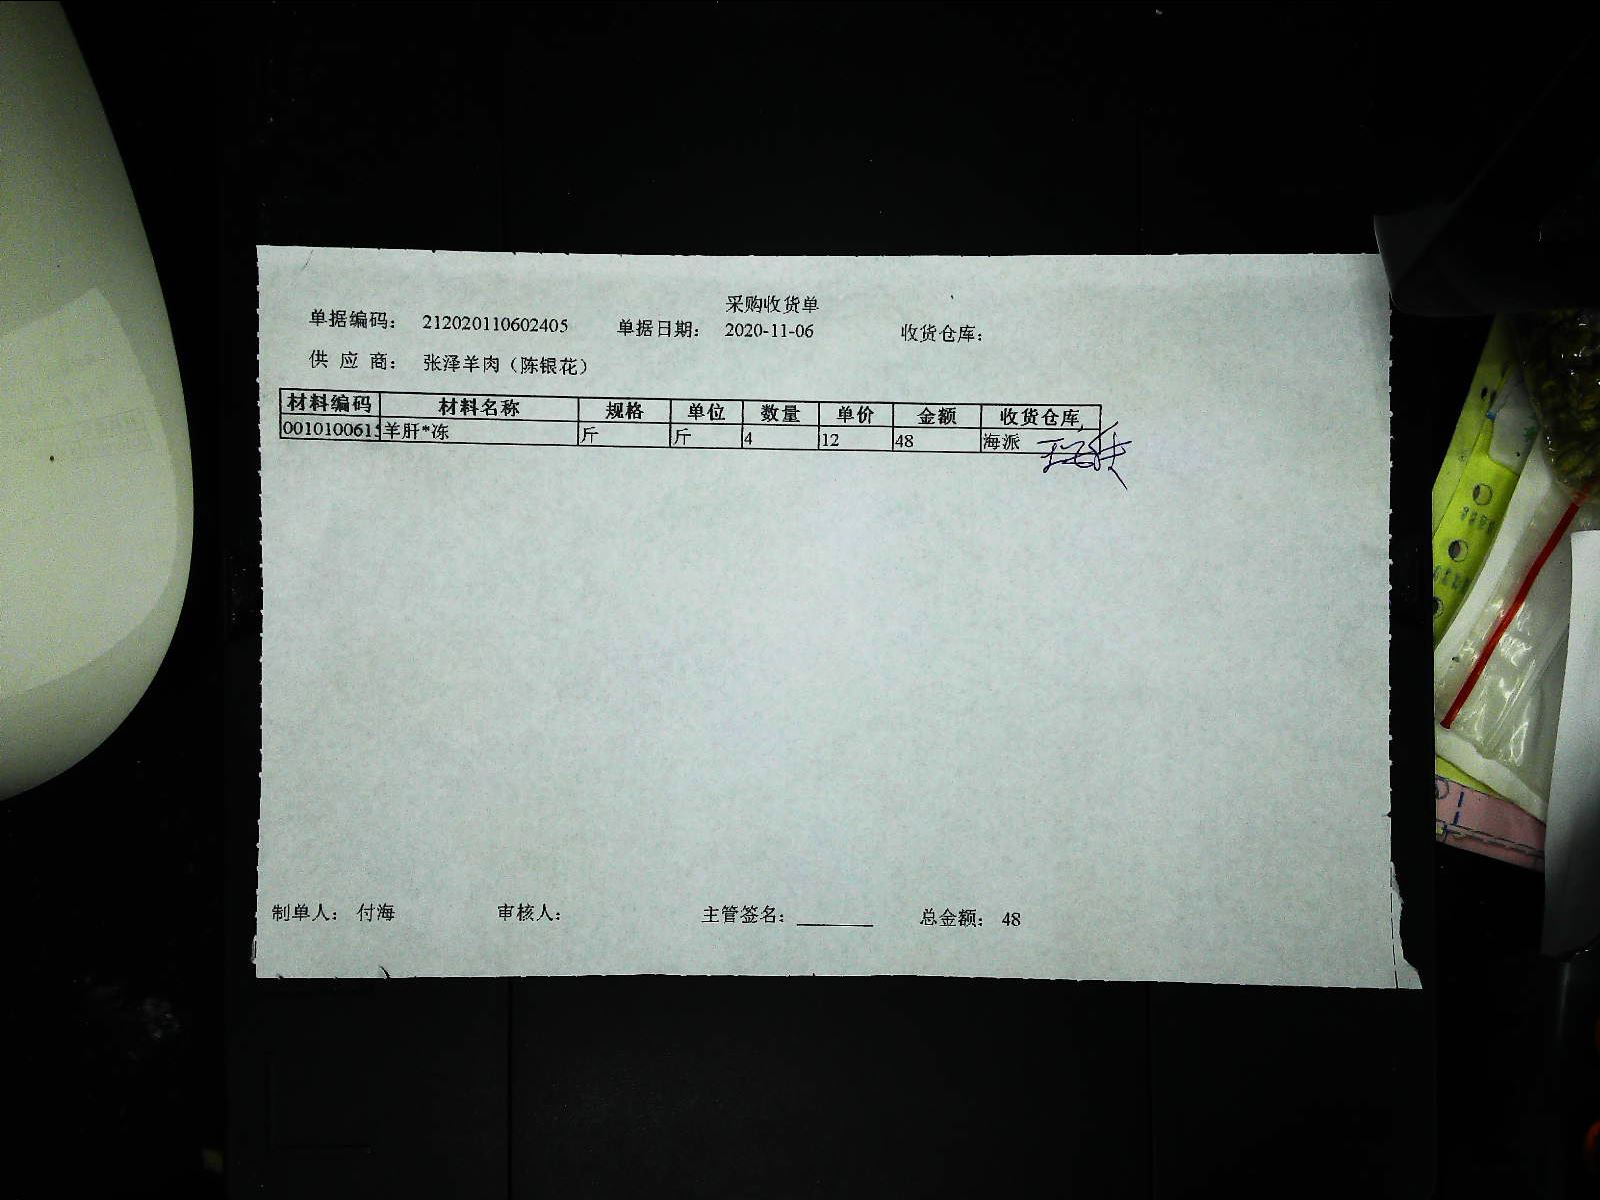 采购收货单
单据编码: 212020110602405 单据日期: 2020-11-06 收货仓库:
供 应 商: 张泽羊肉（陈银花）
材料编码 材料名称 规格 单位 数量 单价 金额 收货仓库
001010061 羊肝*冻 斤 斤 4 12 48 海派
制单人: 付海 审核人: 主管签名: 总金额: 48